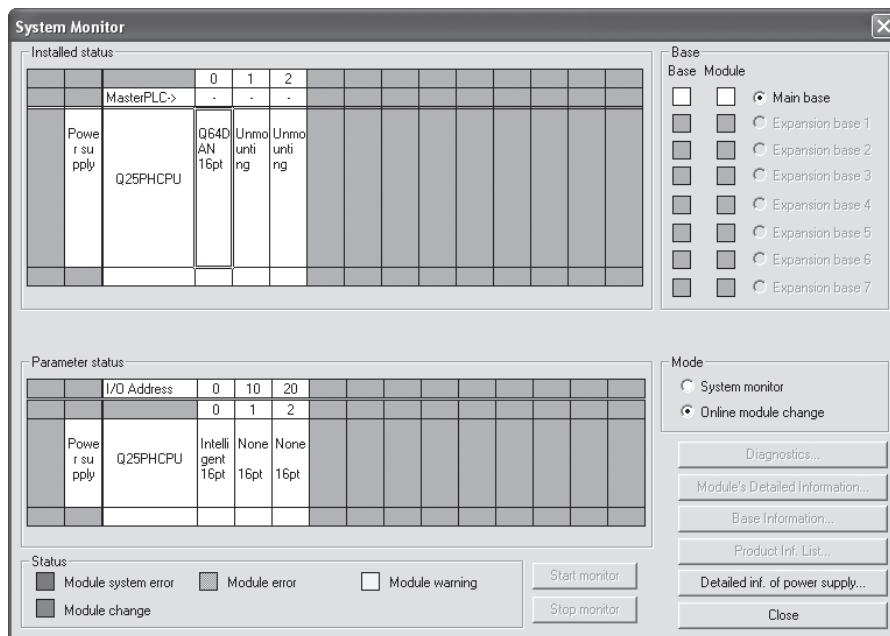 System Monitor
Installed status
0 1 2
MasterPLC-> - - -
Powe
r su
pply
Q25PHCPU
Q64D
AN
16pt
Unmo
unti
ng
Unmo
unti
ng
Base
Base Module
Main base
Expansion base 1
Expansion base 2
Expansion base 3
Expansion base 4
Expansion base 5
Expansion base 6
Expansion base 7
Parameter status
I/O Address 0 10 20
0 1 2
Powe
r su
pply
Q25PHCPU
Intelli
gent
16pt
None
16pt
None
16pt
Mode
System monitor
Online module change
Diagnostics...
Module's Detailed Information...
Base Information...
Product Inf. List...
Detailed inf. of power supply...
Close
Status
Module system error
Module error
Module warning
Module change
Start monitor
Stop monitor